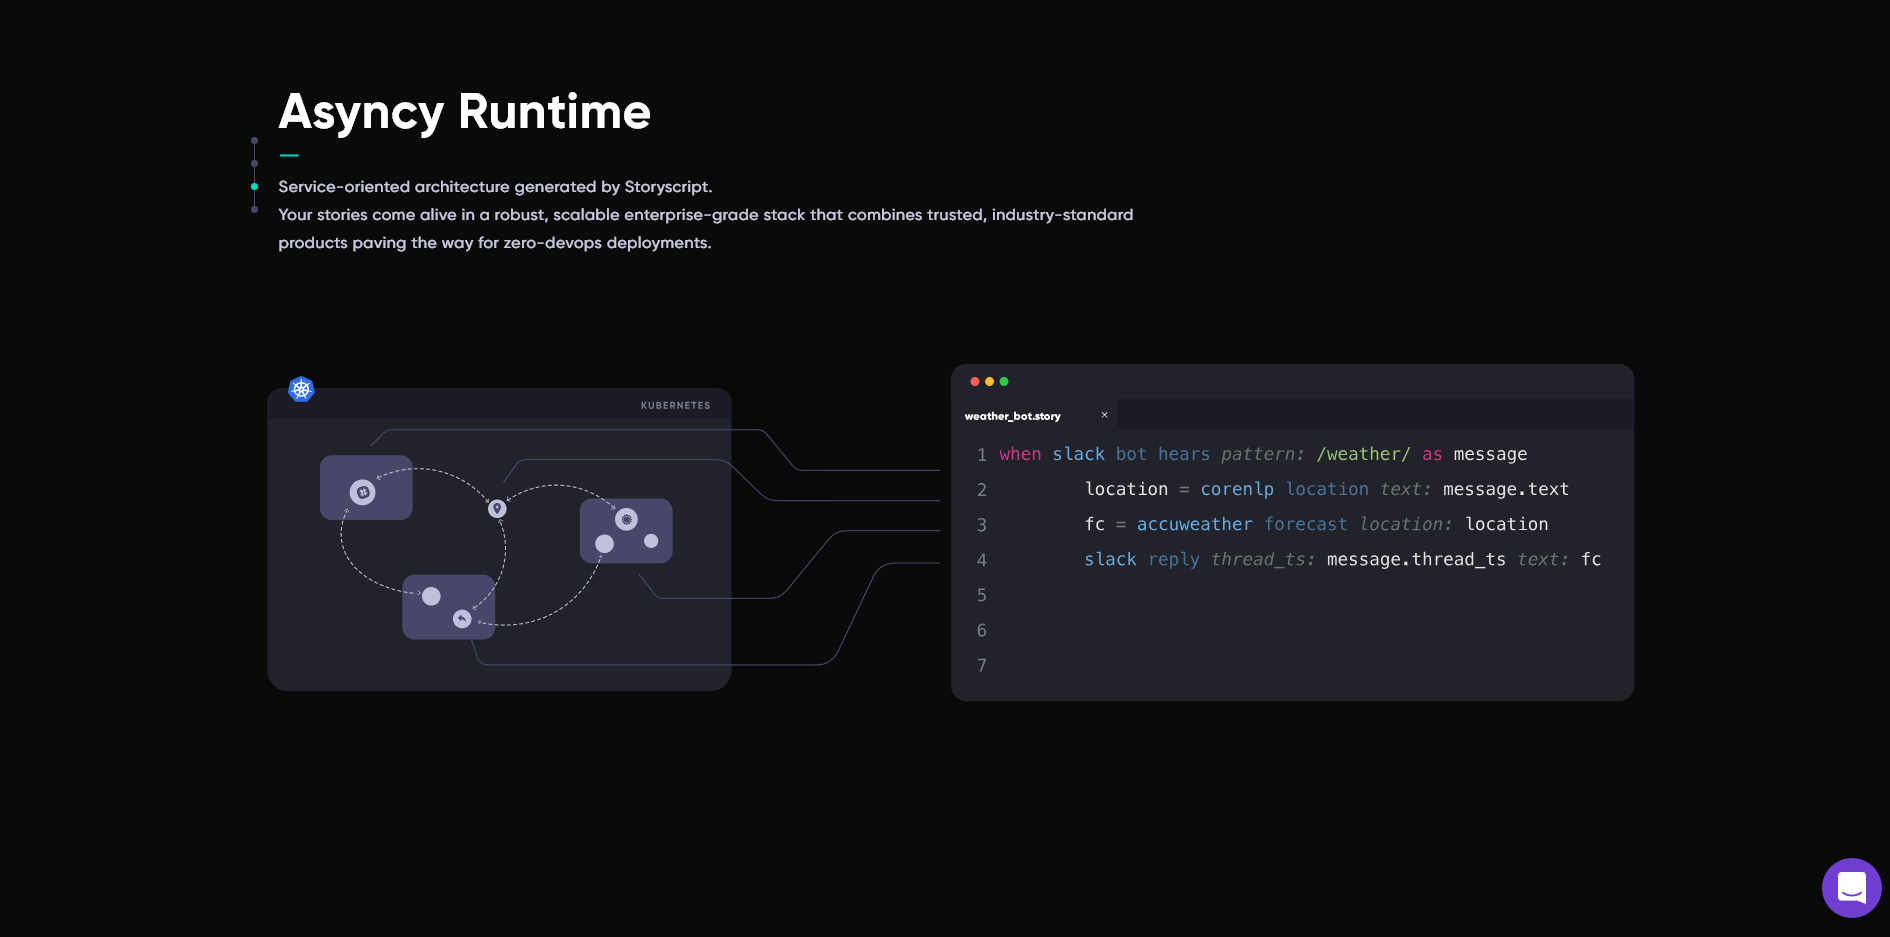 Asyncy Runtime
Service-oriented architecture generated by Storyscript.
Your stories come alive in a robust, scalable enterprise-grade stack that combines trusted, industry-standard
products paving the way for zero-devops deployments.
KUBERNETES
weather_bot.story ×
1 when slack bot hears pattern: /weather/ as message
2 location = corenlp location text: message.text
3 fc = accuweather forecast location: location
4 slack reply thread_ts: message.thread_ts text: fc
5
6
7